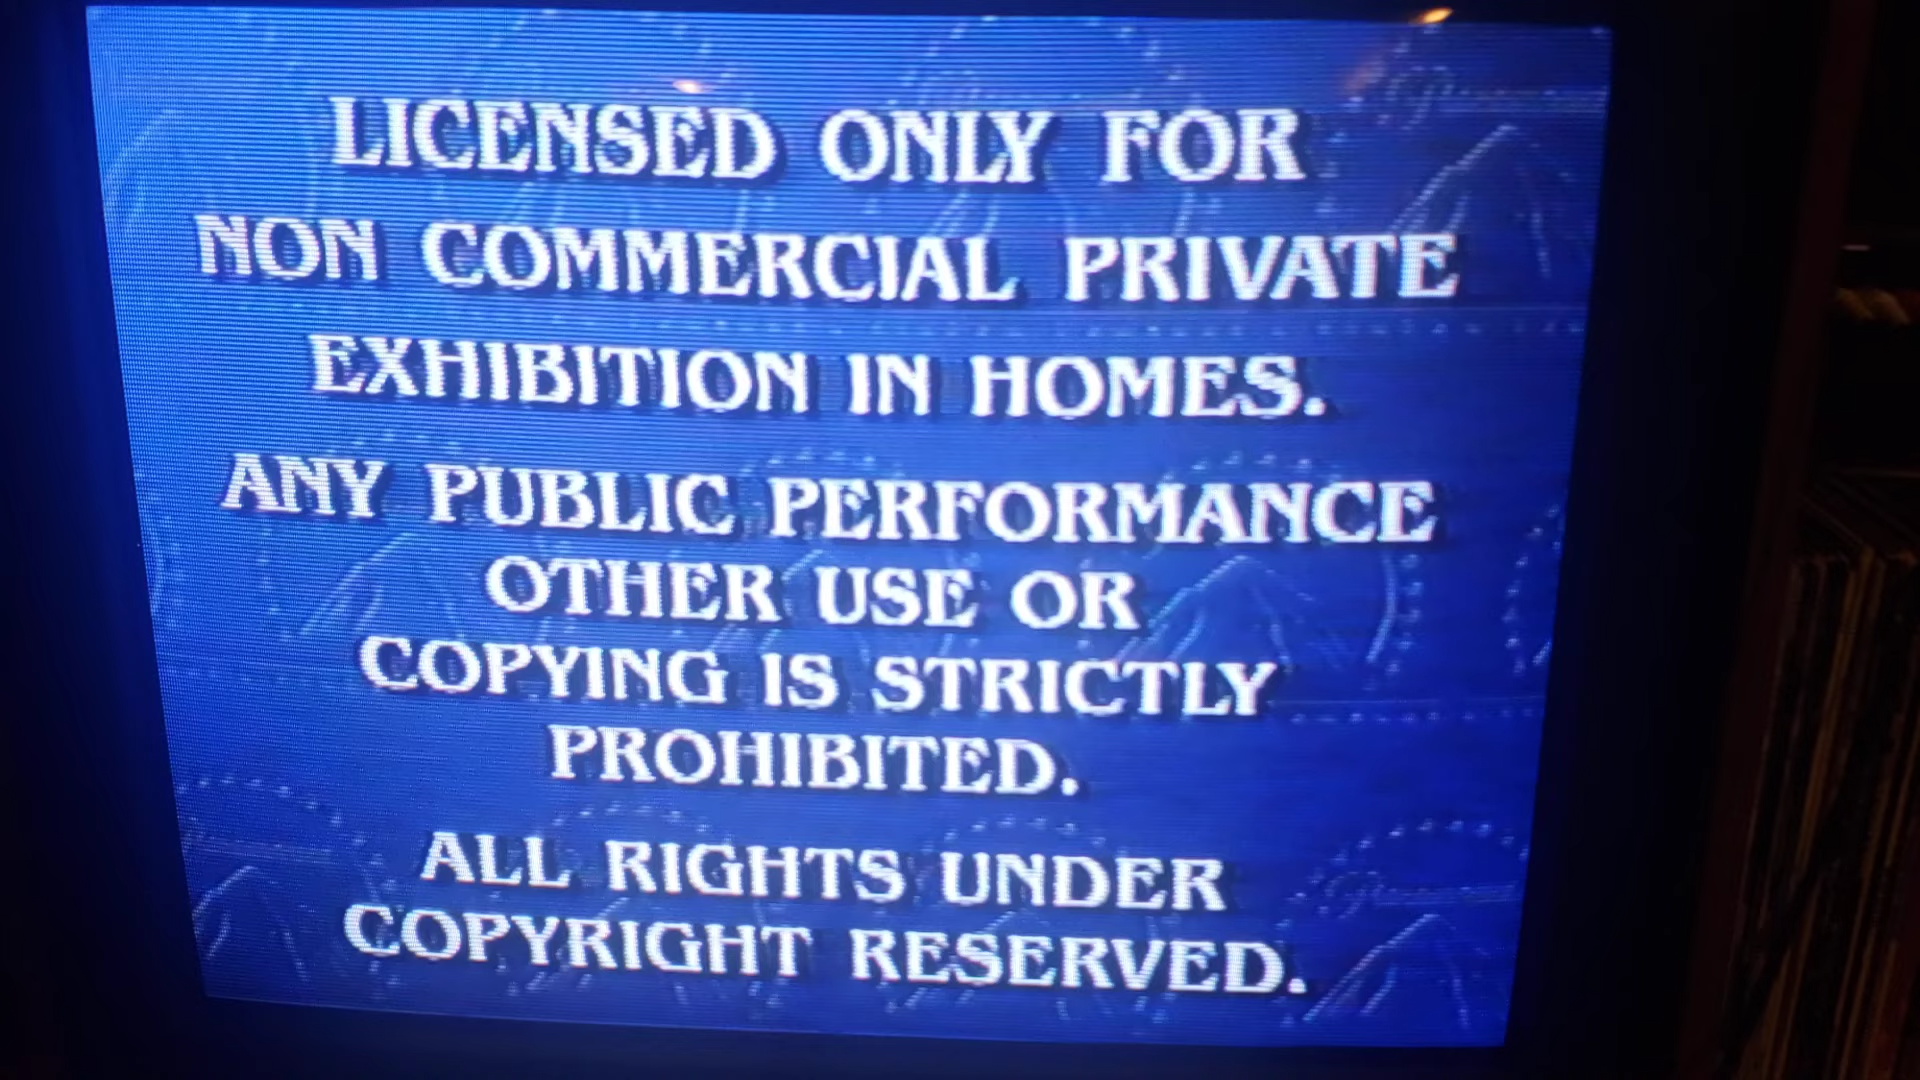 LICENSED ONLY FOR
NON COMMERCIAL PRIVATE
EXHIBITION IN HOMES.
ANY PUBLIC PERFORMANCE
OTHER USE OR
COPYING IS STRICTLY
PROHIBITED.
ALL RIGHTS UNDER
COPYRIGHT RESERVED.